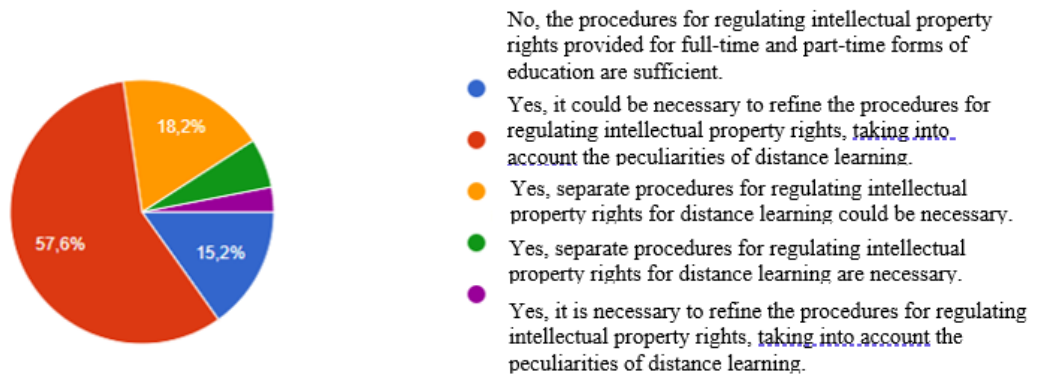 No, the procedures for regulating intellectual property
rights provided for full-time and part-time forms of
education are sufficient.
Yes, it could be necessary to refine the procedures for
regulating intellectual property rights, taking into
account the peculiarities of distance learning.
Yes, separate procedures for regulating intellectual
property rights for distance learning could be necessary.
Yes, separate procedures for regulating intellectual
property rights for distance learning are necessary.
Yes, it is necessary to refine the procedures for regulating
intellectual property rights, taking into account the
peculiarities of distance learning.
18,2%
57,6%
15,2%